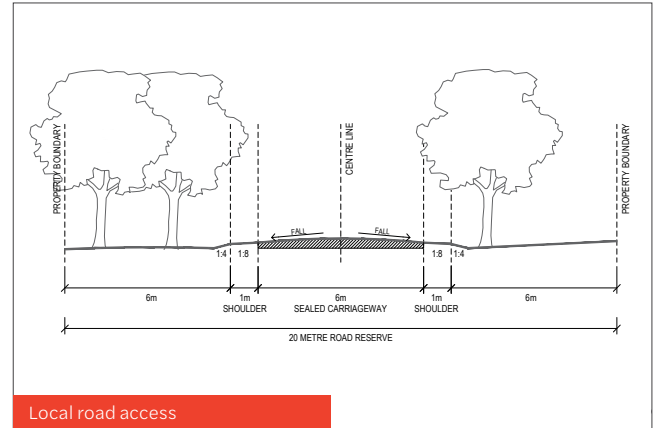 PROPERTY BOUNDARY
CENTRE LINE
PROPERTY BOUNDARY
FALL
FALL
1:4
1:8
1:8
1:4
6m
1m
6m
1m
6m
SHOULDER
SEALED CARRIAGEWAY
SHOULDER
20 METRE ROAD RESERVE
Local road access